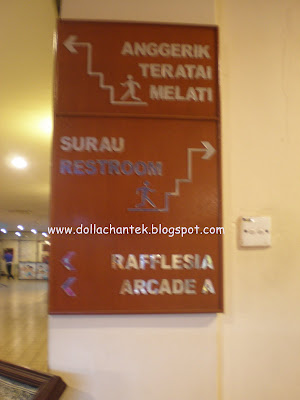 ANGGERIK
TERATAI
MELATI
SURAU
RESTROOM
www.dollachantek.blogspot.com
RAFFLESIA
ARCADE A